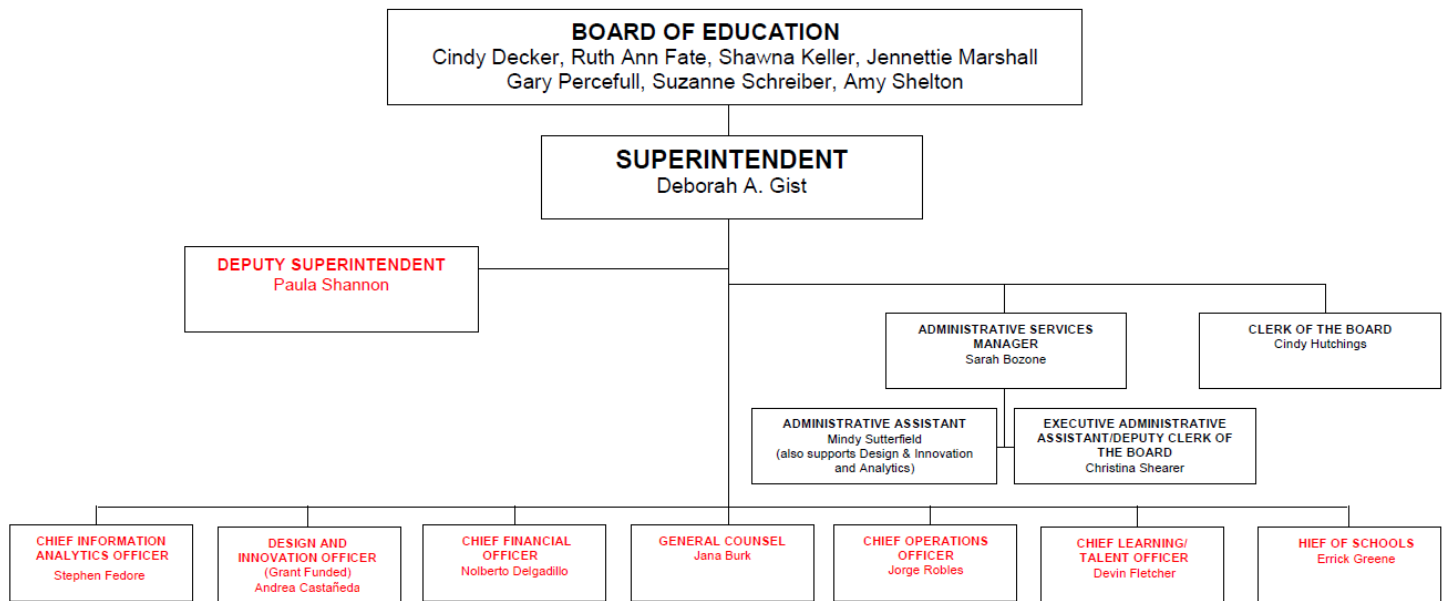 BOARD OF EDUCATION
Cindy Decker, Ruth Ann Fate, Shawna Keller, Jennettie Marshall
Gary Percefull, Suzanne Schreiber, Amy Shelton
SUPERINTENDENT
Deborah A. Gist
DEPUTY SUPERINTENDENT
Paula Shannon
ADMINISTRATIVE SERVICES
MANAGER
Sarah Bozone
CLERK OF THE BOARD
Cindy Hutchings
ADMINISTRATIVE ASSISTANT
Mindy Sutterfield
(also supports Design & Innovation
and Analytics)
EXECUTIVE ADMINISTRATIVE
ASSISTANT/DEPUTY CLERK OF
THE BOARD
Christina Shearer
CHIEF INFORMATION
ANALYTICS OFFICER
Stephen Fedore
DESIGN AND
INNOVATION OFFICER
(Grant Funded)
Andrea Castañeda
CHIEF FINANCIAL
OFFICER
Nolberto Delgadillo
GENERAL COUNSEL
Jana Burk
CHIEF OPERATIONS
OFFICER
Jorge Robles
CHIEF LEARNING/
TALENT OFFICER
Devin Fletcher
HIEF OF SCHOOLS
Errick Greene